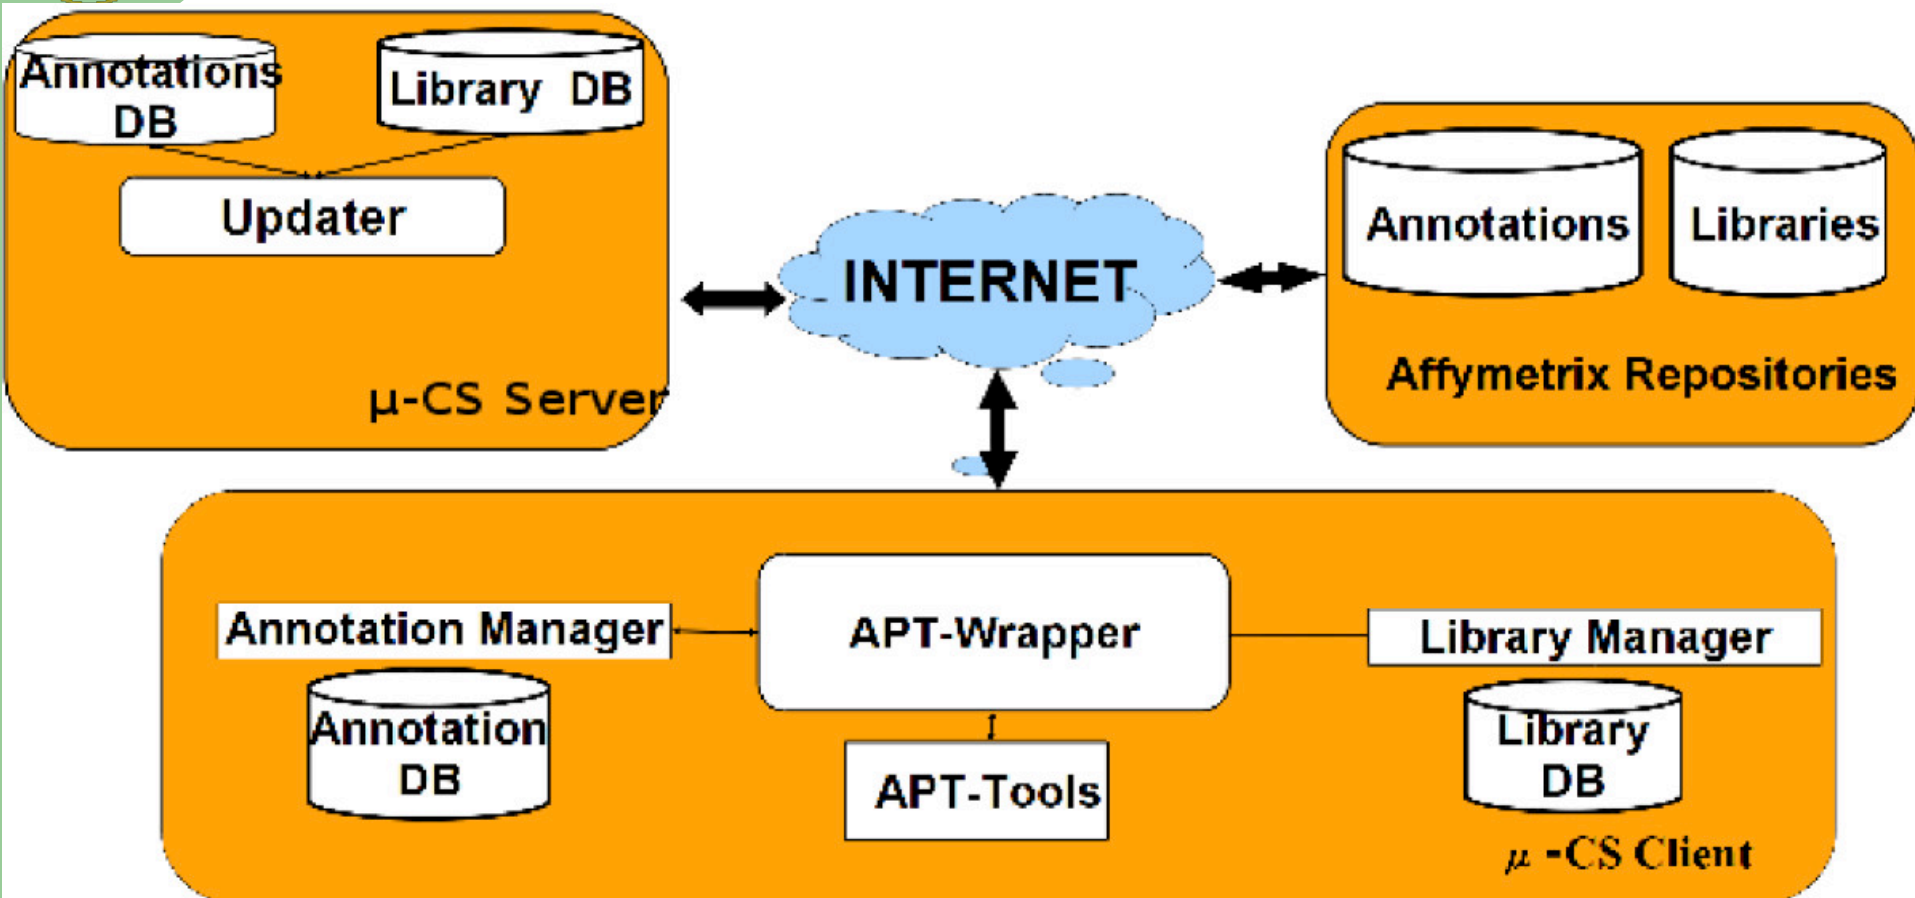 Annotations
DB
Library DB
Updater
μ-CS Server
INTERNET
Annotations
Libraries
Affymetrix Repositories
Annotation Manager
APT-Wrapper
Library Manager
Annotation
DB
APT-Tools
Library
DB
μ -CS Client